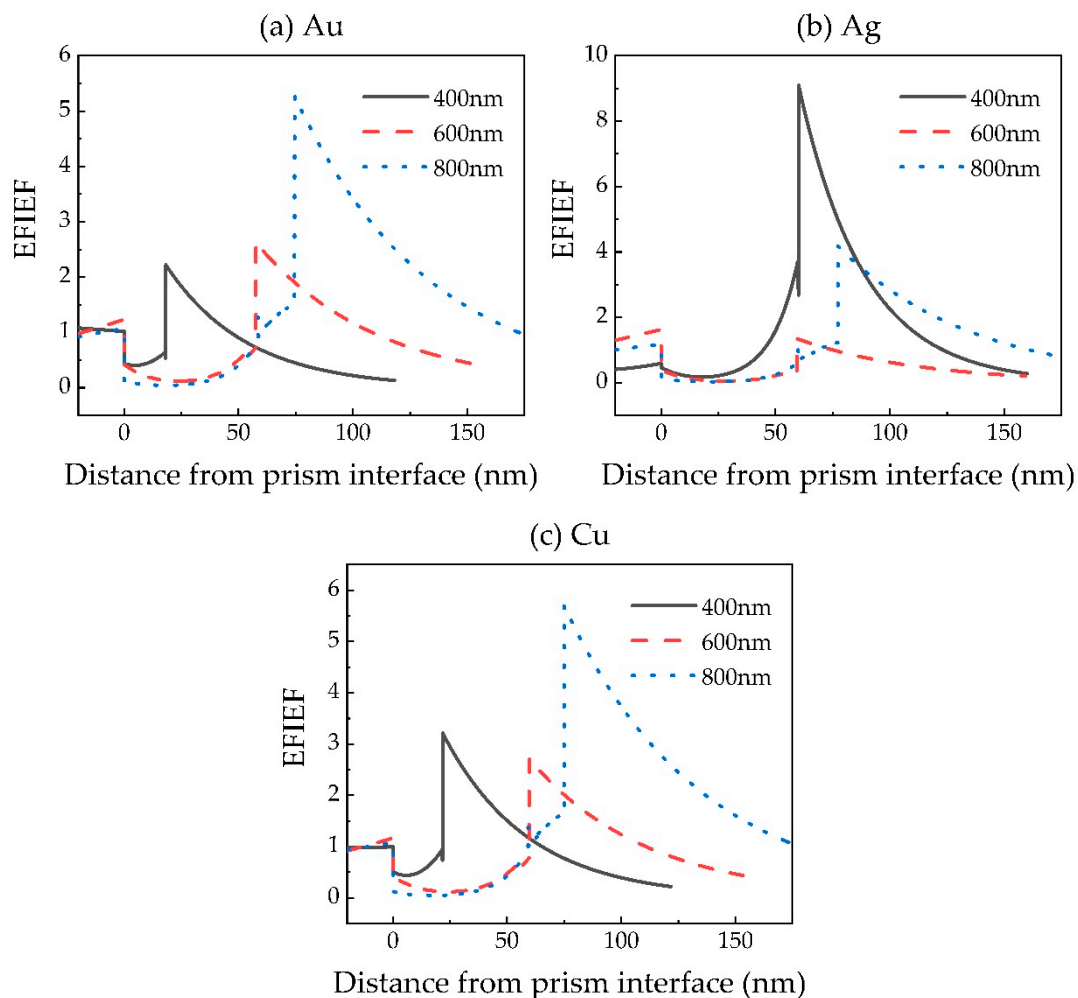 (a) Au
EFIEF
6
5
4
3
2
1
0
400nm
600nm
800nm
0 50 100 150
Distance from prism interface (nm)
(b) Ag
EFIEF
10
8
6
4
2
0
400nm
600nm
800nm
0 50 100 150
Distance from prism interface (nm)
(c) Cu
EFIEF
6
5
4
3
2
1
0
400nm
600nm
800nm
0 50 100 150
Distance from prism interface (nm)